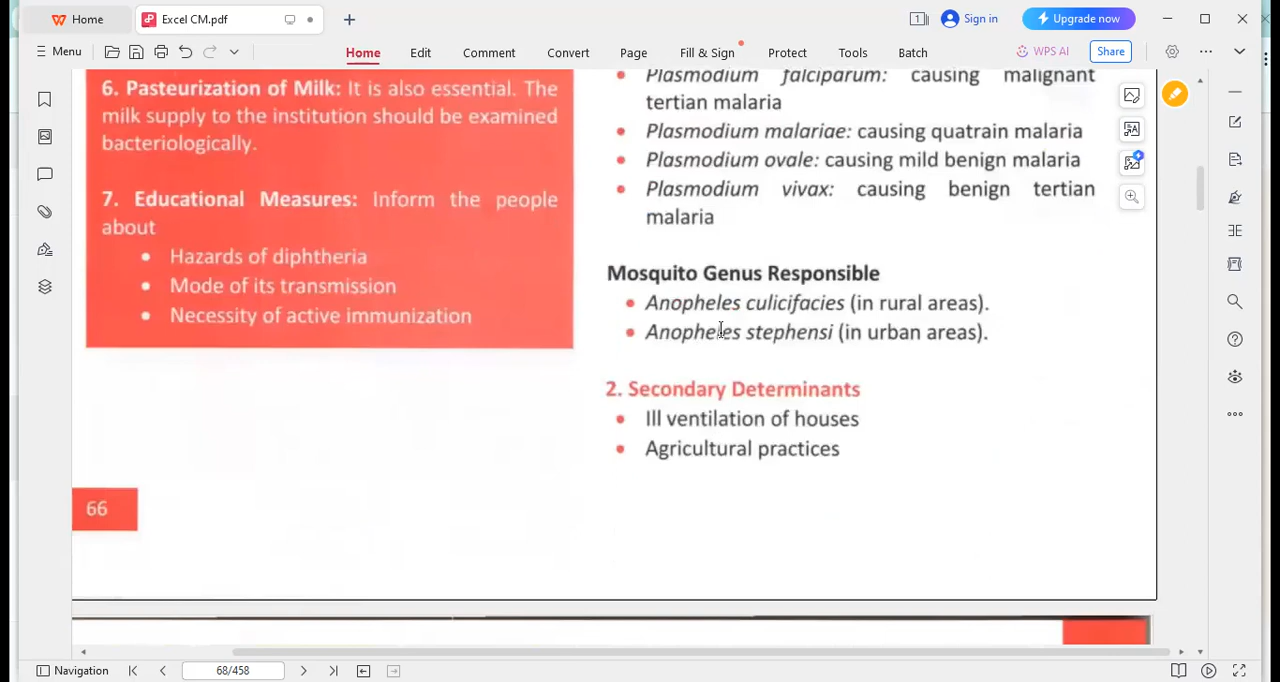 Home
Excel CM.pdf
1
Sign in
Upgrade now
Menu
Home
Edit
Comment
Convert
Page
Fill & Sign
Protect
Tools
Batch
WPS AI
Share
6. Pasteurization of Milk: It is also essential. The
milk supply to the institution should be examined
bacteriologically.
7. Educational Measures: Inform the people
about
• Hazards of diphtheria
• Mode of its transmission
• Necessity of active immunization
66
• Plasmodium falciparum: causing malignant
tertian malaria
• Plasmodium malariae: causing quatrain malaria
• Plasmodium ovale: causing mild benign malaria
• Plasmodium vivax: causing benign tertian
malaria
Mosquito Genus Responsible
• Anopheles culicifacies (in rural areas).
• Anopheles stephensi (in urban areas).
2. Secondary Determinants
• Ill ventilation of houses
• Agricultural practices
Navigation
68/458